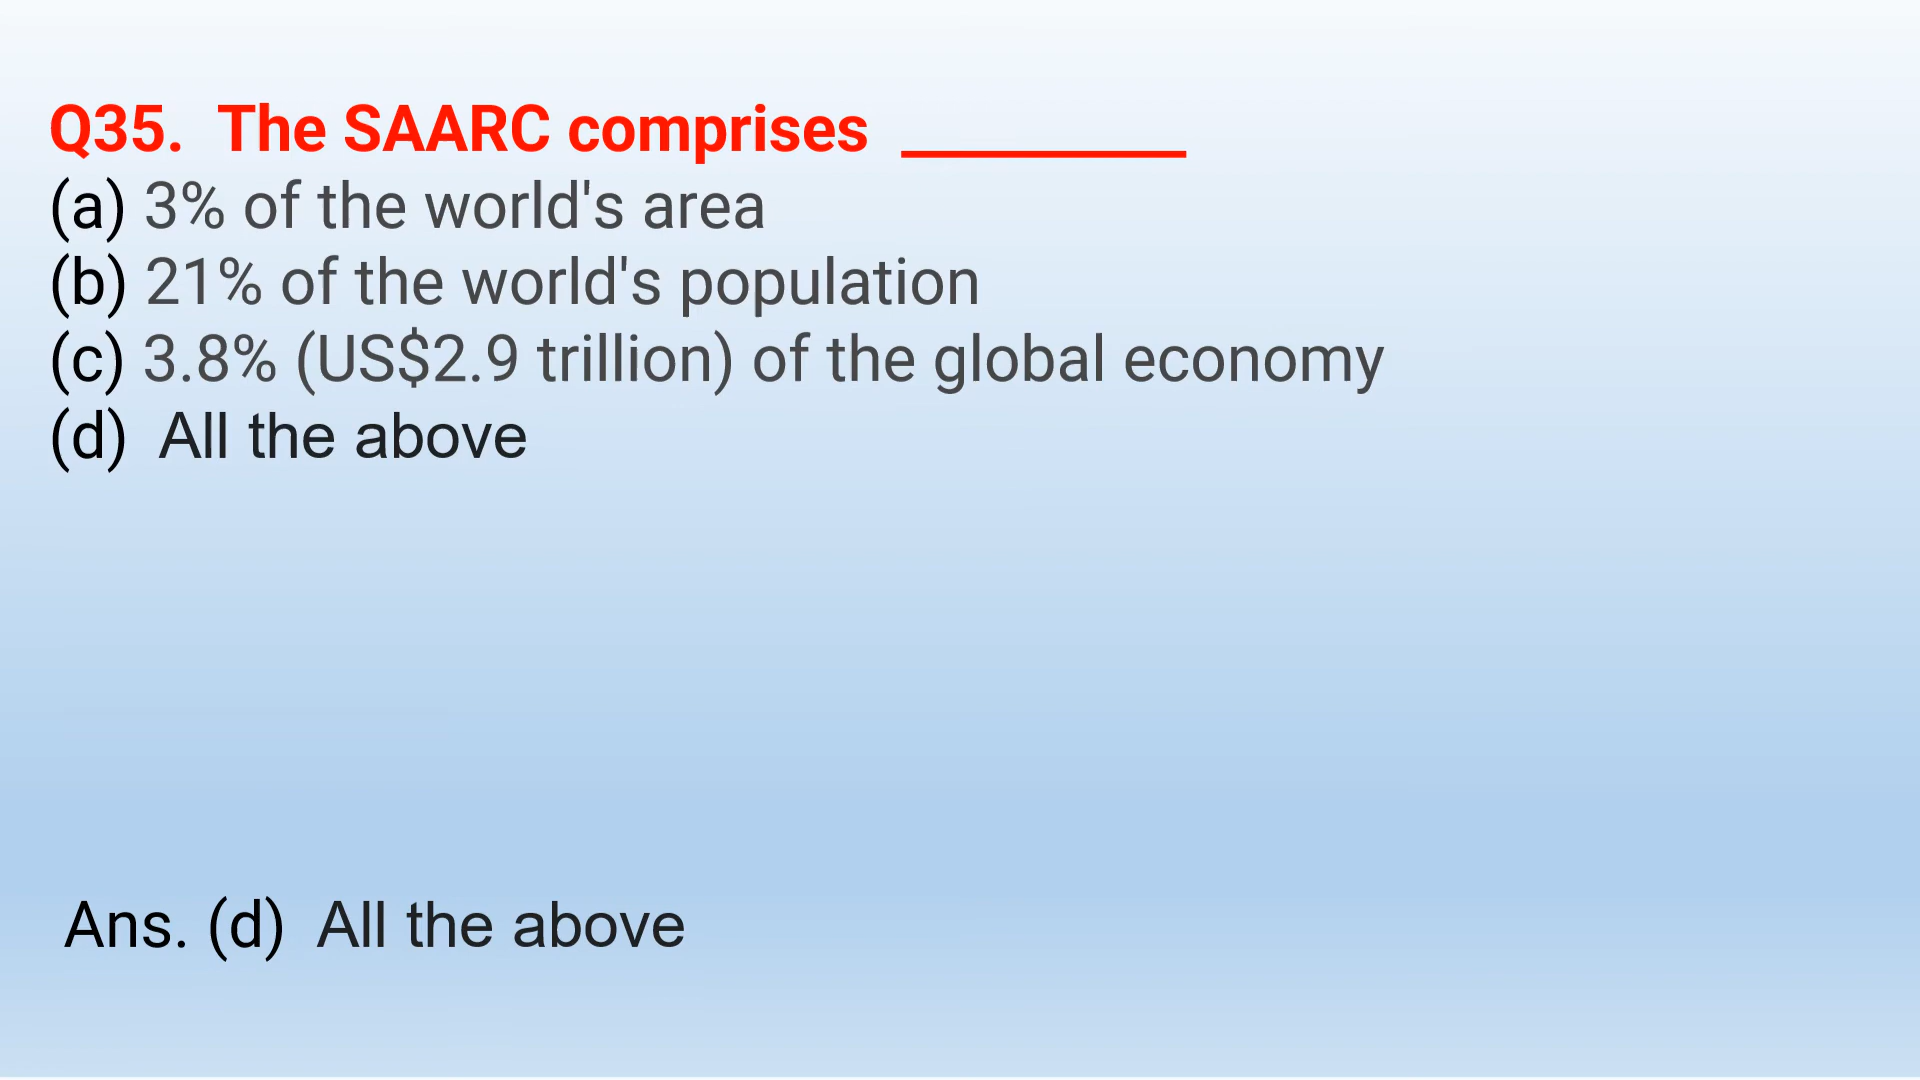 Q35. The SAARC comprises _________
(a) 3% of the world's area
(b) 21% of the world's population
(c) 3.8% (US$2.9 trillion) of the global economy
(d) All the above
Ans. (d) All the above